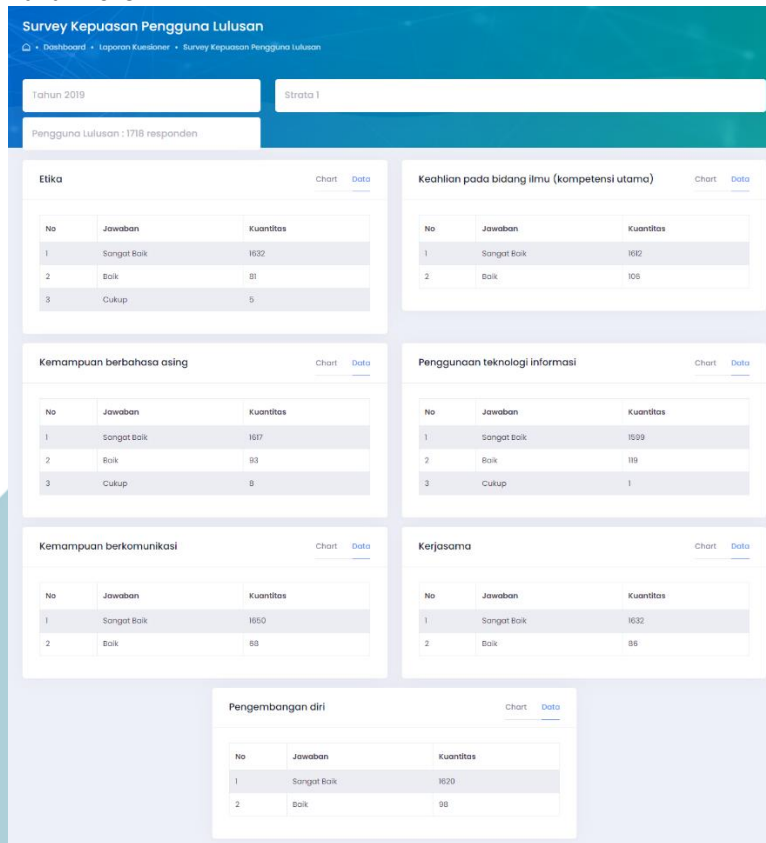 Survey Kepuasan Pengguna Lulusan
Dashboard • Laporan Kuesioner • Survey Kepuasan Pengguna Lulusan
Tahun 2019
Strata 1
Pengguna Lulusan : 1718 responden
Etika Chart Data
No Jawaban Kuantitas
1 Sangat Baik 1632
2 Baik 81
3 Cukup 5
Keahlian pada bidang ilmu (kompetensi utama) Chart Data
No Jawaban Kuantitas
1 Sangat Baik 1612
2 Baik 106
Kemampuan berbahasa asing Chart Data
No Jawaban Kuantitas
1 Sangat Baik 1617
2 Baik 93
3 Cukup 8
Penggunaan teknologi informasi Chart Data
No Jawaban Kuantitas
1 Sangat Baik 1599
2 Baik 119
3 Cukup 1
Kemampuan berkomunikasi Chart Data
No Jawaban Kuantitas
1 Sangat Baik 1650
2 Baik 88
Kerjasama Chart Data
No Jawaban Kuantitas
1 Sangat Baik 1632
2 Baik 86
Pengembangan diri Chart Data
No Jawaban Kuantitas
1 Sangat Baik 1620
2 Baik 98